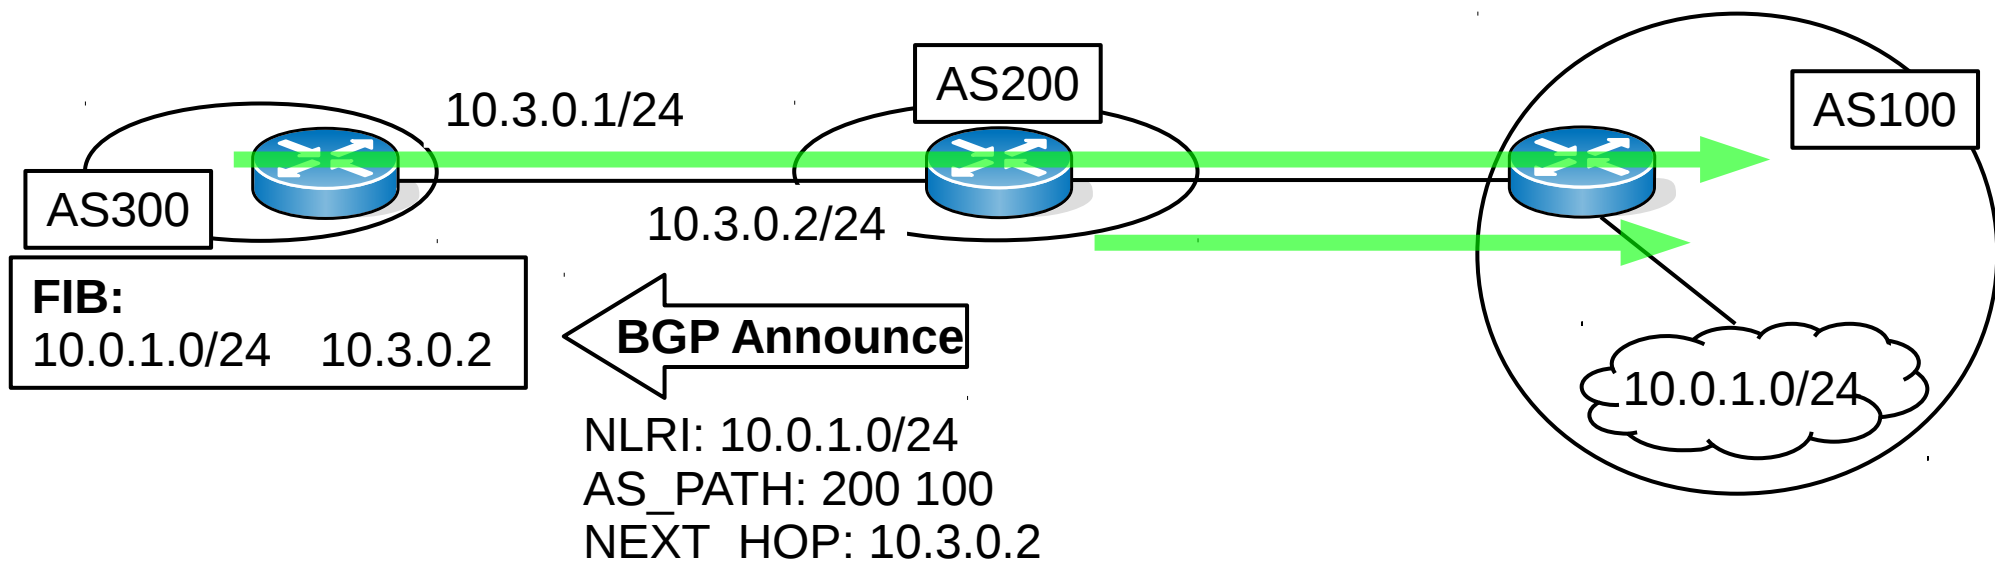 AS200
AS100
10.3.0.1/24
AS300
10.3.0.2/24
FIB:
10.0.1.0/24 10.3.0.2
BGP Announce
10.0.1.0/24
NLRI: 10.0.1.0/24
AS_PATH: 200 100
NEXT_HOP: 10.3.0.2